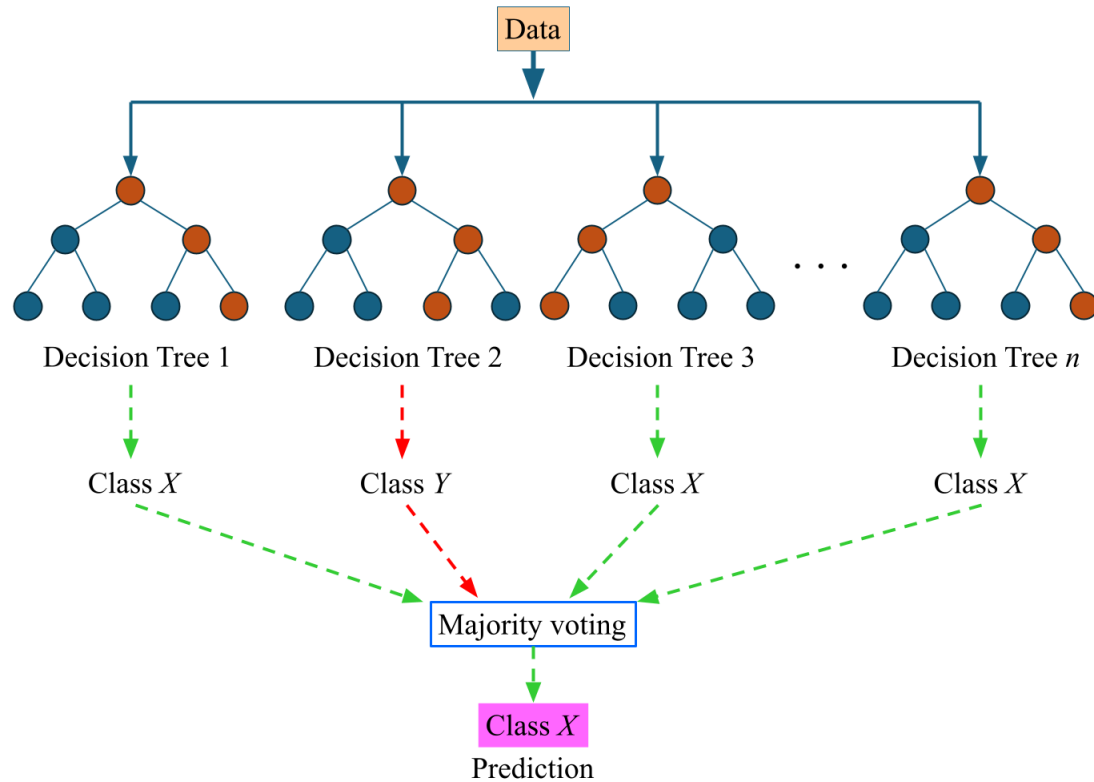 Data
. . .
Decision Tree 1
Decision Tree 2
Decision Tree 3
Decision Tree n
Class X
Class Y
Class X
Class X
Majority voting
Class X
Prediction